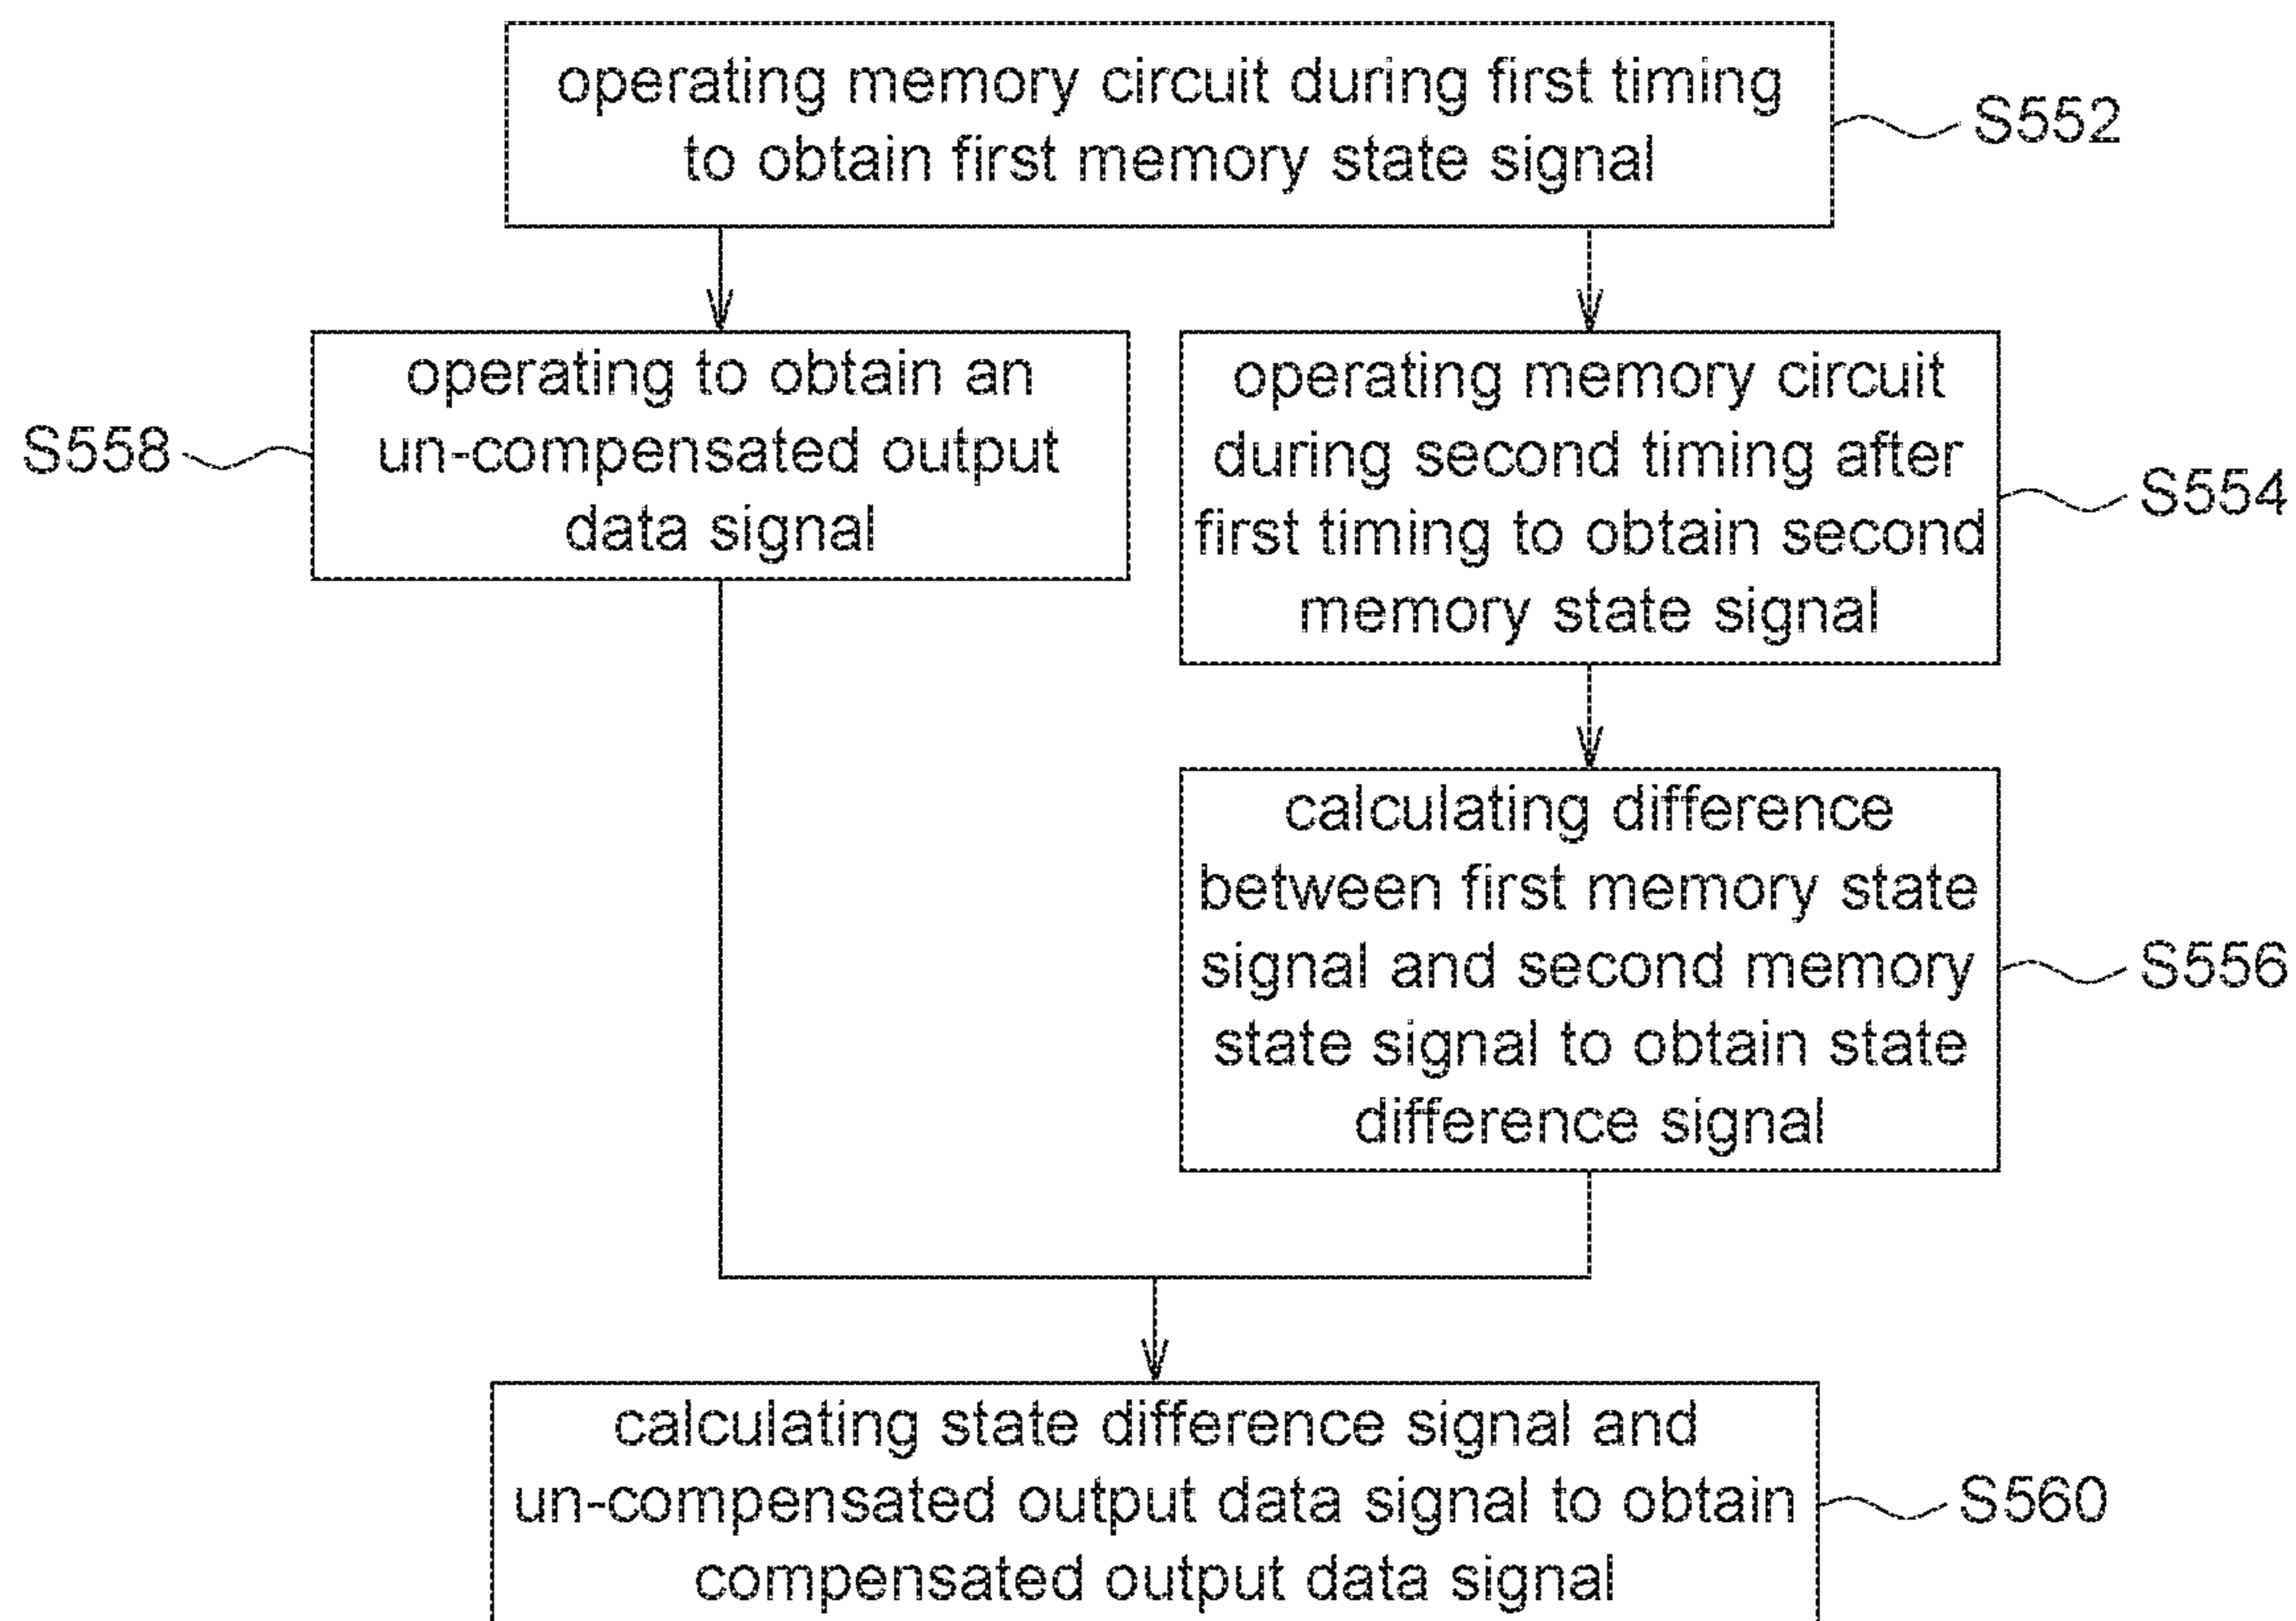 operating memory circuit during first timing
to obtain first memory state signal
S552
operating to obtain an
un-compensated output
data signal
S558
operating memory circuit
during second timing after
first timing to obtain second
memory state signal
S554
calculating difference
between first memory state
signal and second memory
state signal to obtain state
difference signal
S556
calculating state difference signal and
un-compensated output data signal to obtain
compensated output data signal
S560